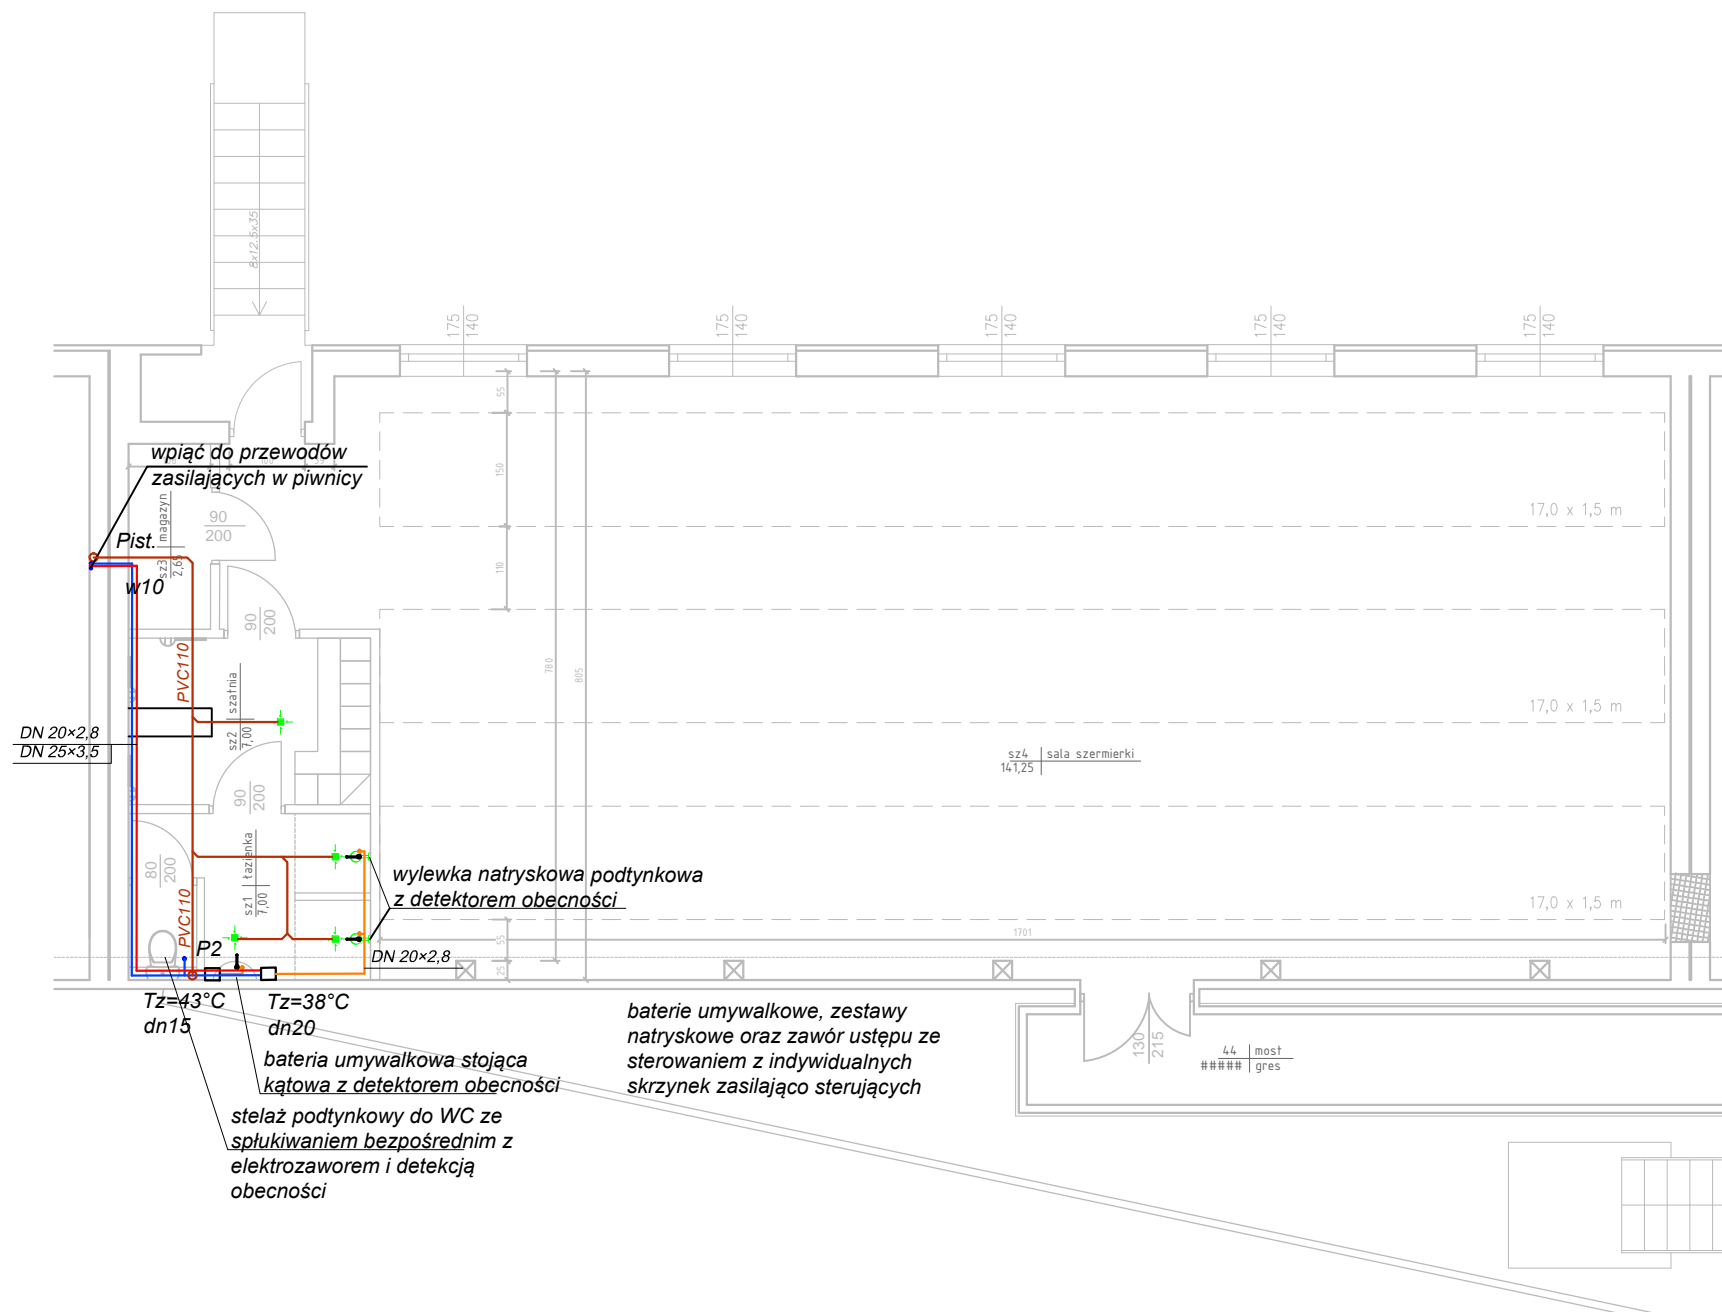 8x12.5x35
175
140
175
140
175
140
175
140
175
140
wpiąć do przewodów
zasilających w piwnicy
55
150
110
780
805
17,0 x 1,5 m
sz3 magazyn
2,65
90
200
Pist.
w10
90
200
PVC110
sz2 szatnia
7,00
17,0 x 1,5 m
DN 20×2,8
DN 25×3,5
sz4 sala szermierki
141,25
90
200
80
200
sz1 łazienka
7,00
PVC110
wylewka natryskowa podtynkowa
z detektorem obecności
17,0 x 1,5 m
1701
55
25
P2
DN 20×2,8
Tz=43°C
dn15
Tz=38°C
dn20
baterie umywalkowe, zestawy
natryskowe oraz zawór ustępu ze
sterowaniem z indywidualnych
skrzynek zasilająco sterujących
130
215
44 most
##### gres
bateria umywalkowa stojąca
kątowa z detektorem obecności
stelaż podtynkowy do WC ze
spłukiwaniem bezpośrednim z
elektrozaworem i detekcją
obecności